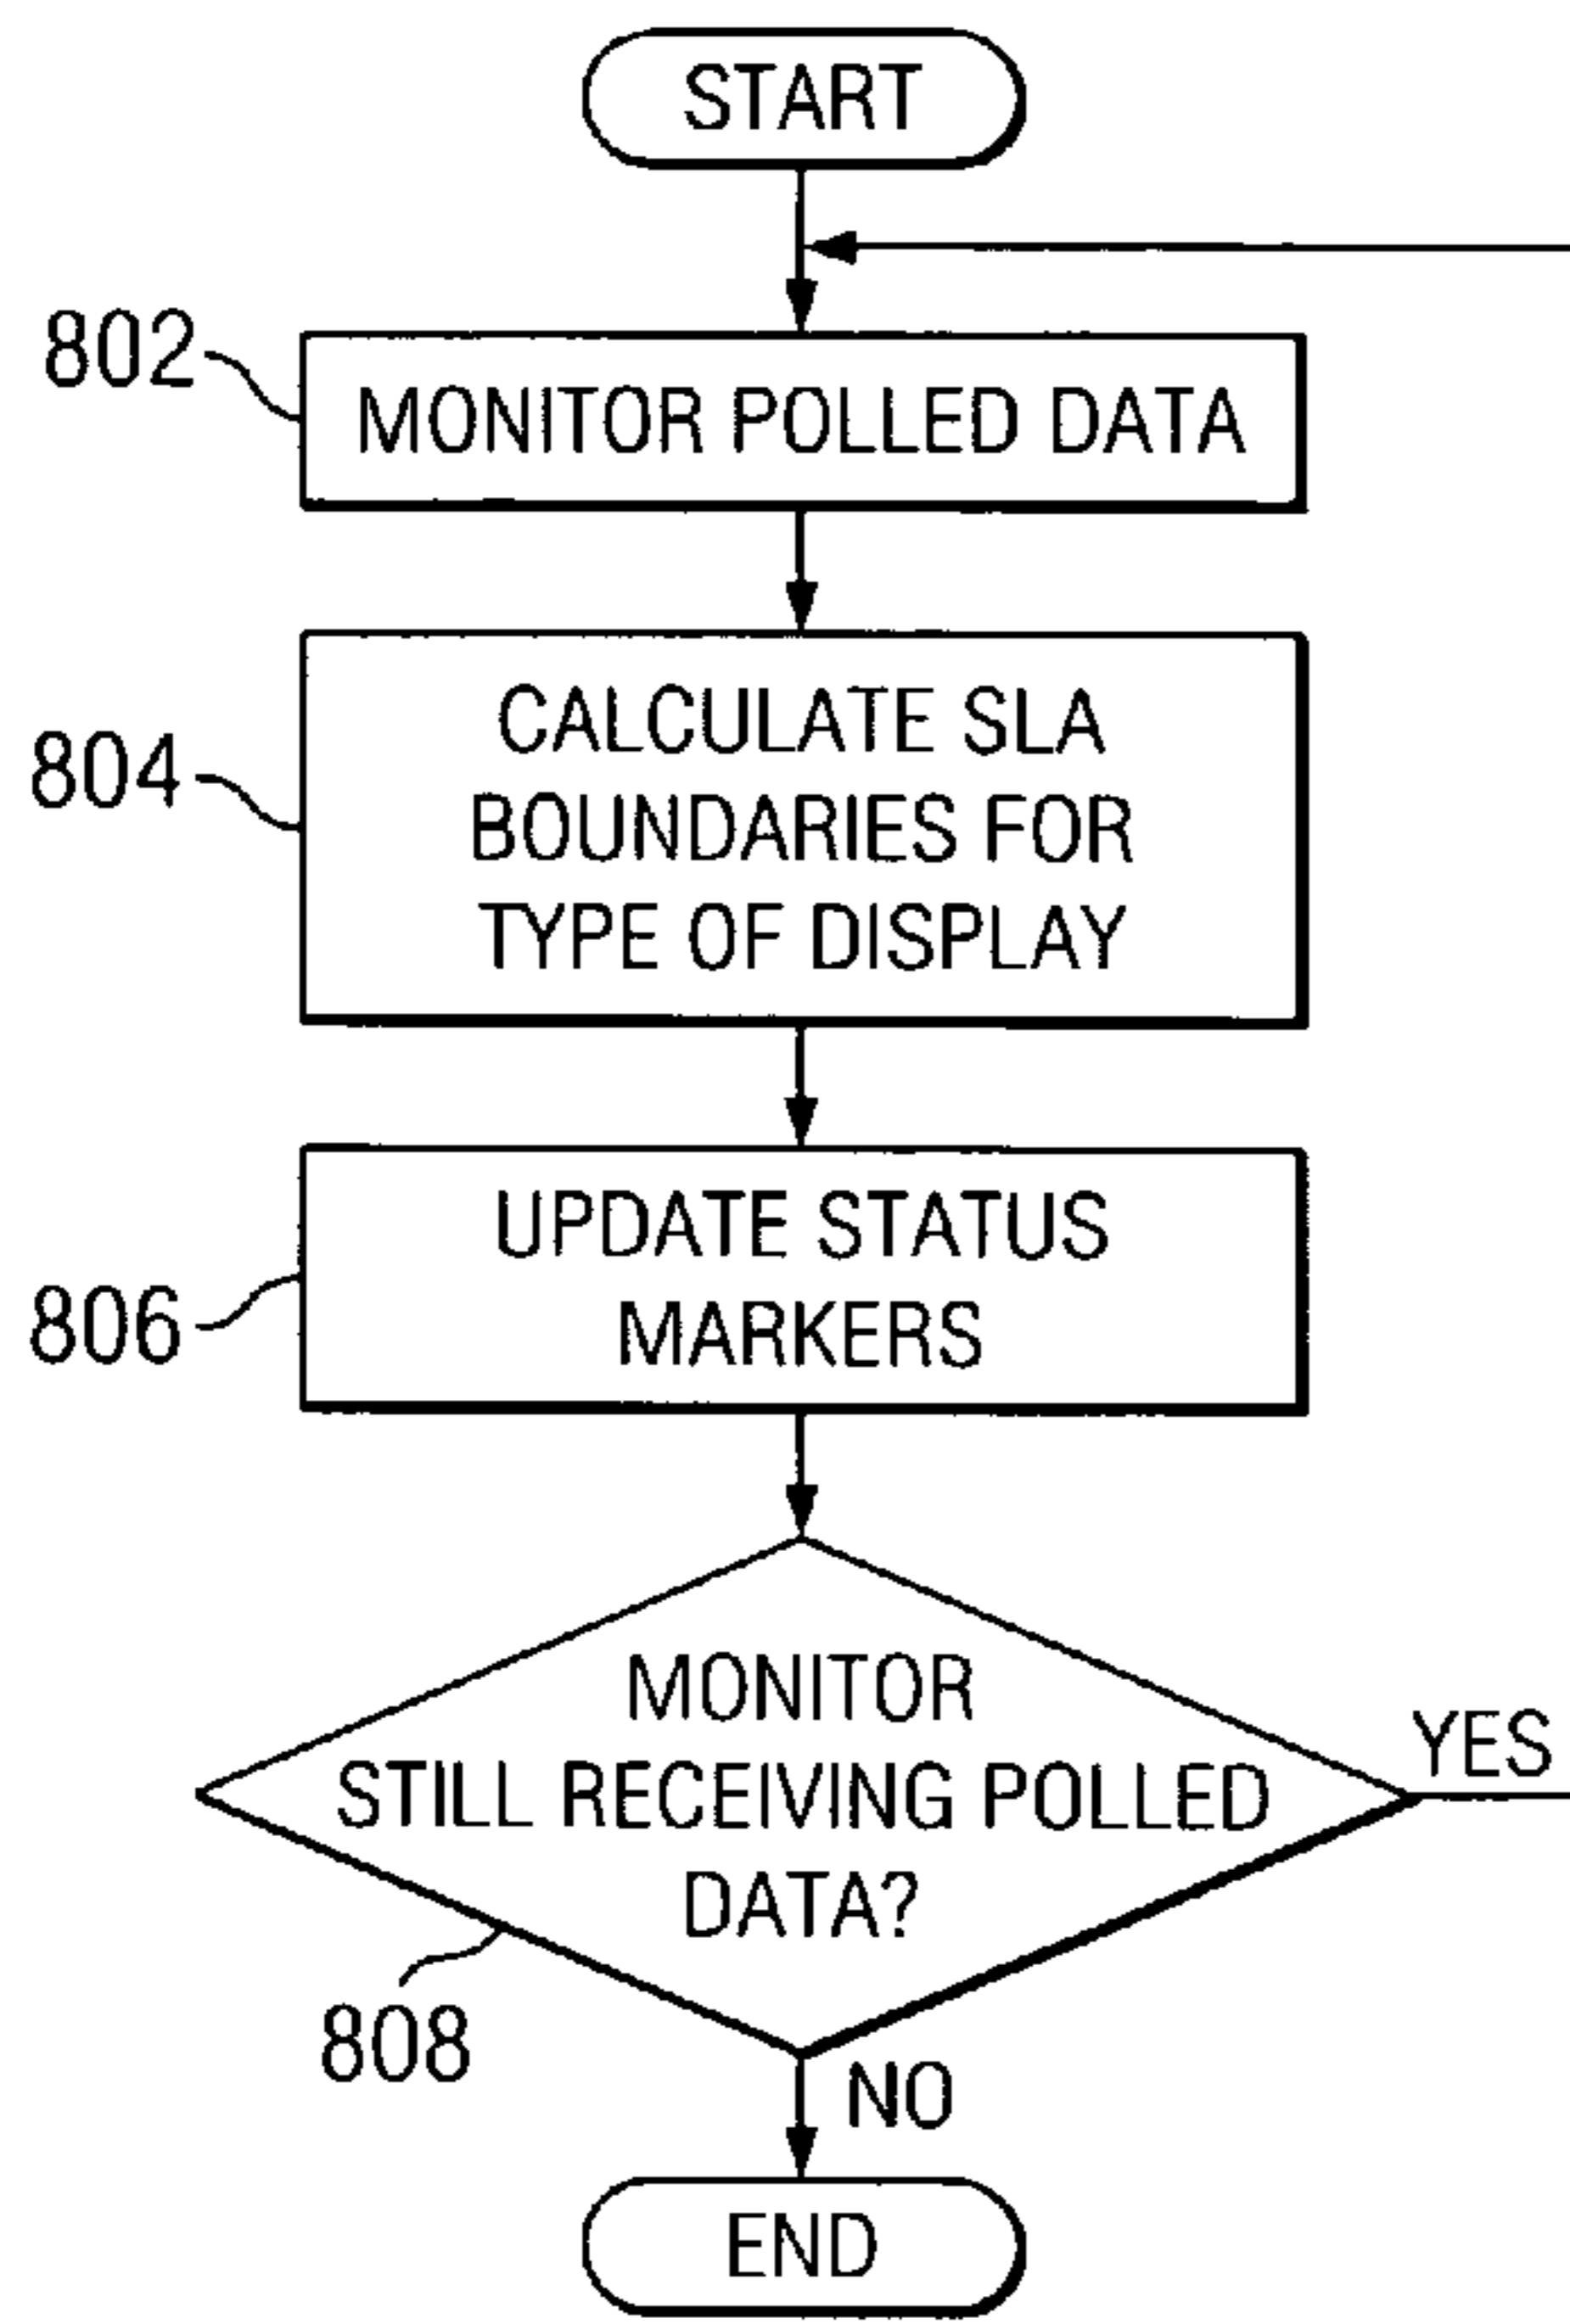 START
802
MONITOR POLLED DATA
804
CALCULATE SLA
BOUNDARIES FOR
TYPE OF DISPLAY
806
UPDATE STATUS
MARKERS
MONITOR
STILL RECEIVING POLLED
DATA?
YES
808
NO
END